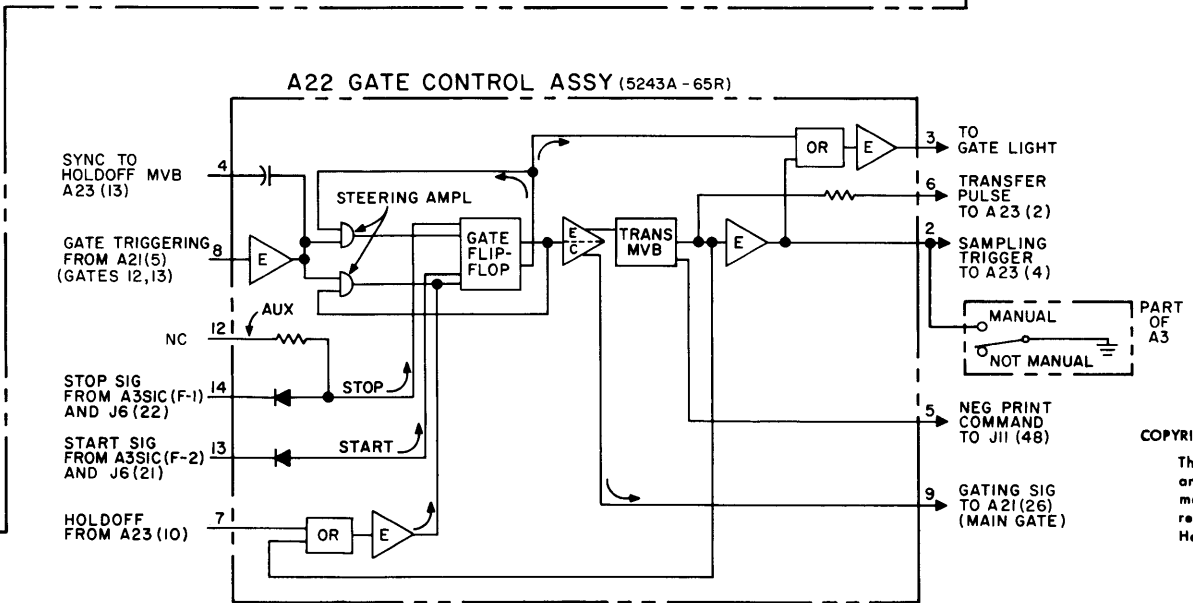 A22 GATE CONTROL ASSY (5243A-65R)
SYNC TO
HOLDOFF MVB
A23 (13)
4
GATE TRIGGERING
FROM A21(5)
(GATES 12,13)
8
E
STEERING AMPL
GATE
FLIP-
FLOP
E
C
TRANS
MVB
E
OR
E
3
TO
GATE LIGHT
6
TRANSFER
PULSE
TO A23 (2)
2
SAMPLING
TRIGGER
TO A23 (4)
MANUAL
NOT MANUAL
PART
OF
A3
AUX
NC
12
STOP SIG
FROM A3SIC (F-1)
AND J6 (22)
14
STOP
START SIG
FROM A3SIC (F-2)
AND J6 (21)
13
START
HOLDOFF
FROM A23 (10)
7
OR
E
5
NEG PRINT
COMMAND
TO J11 (48)
9
GATING SIG
TO A21 (26)
(MAIN GATE)
COPYRI
Th
an
m
re
H